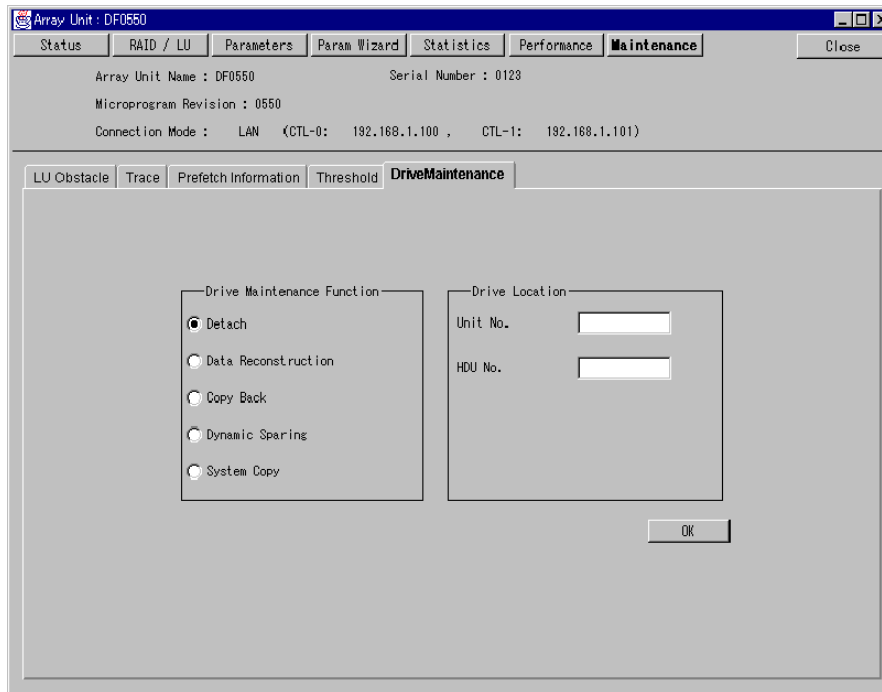 Array Unit : DF0550
Status RAID / LU Parameters Param Wizard Statistics Performance Maintenance Close
Array Unit Name : DF0550 Serial Number : 0123
Microprogram Revision : 0550
Connection Mode : LAN (CTL-0: 192.168.1.100 , CTL-1: 192.168.1.101)
LU Obstacle Trace Prefetch Information Threshold DriveMaintenance
Drive Maintenance Function
Detach
Data Reconstruction
Copy Back
Dynamic Sparing
System Copy
Drive Location
Unit No.
HDU No.
OK